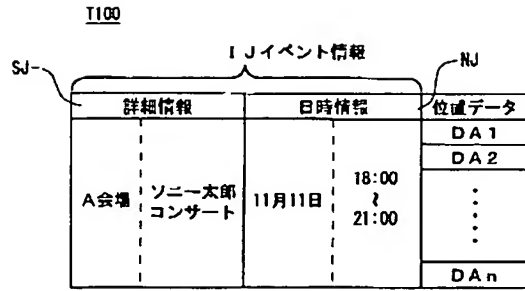 T100
IJイベント情報
SJ
NJ
詳細情報 日時情報 位置データ
DA1
DA2
A会場 ソニー太郎 コンサート 11月11日 18:00 ~ 21:00
DAn